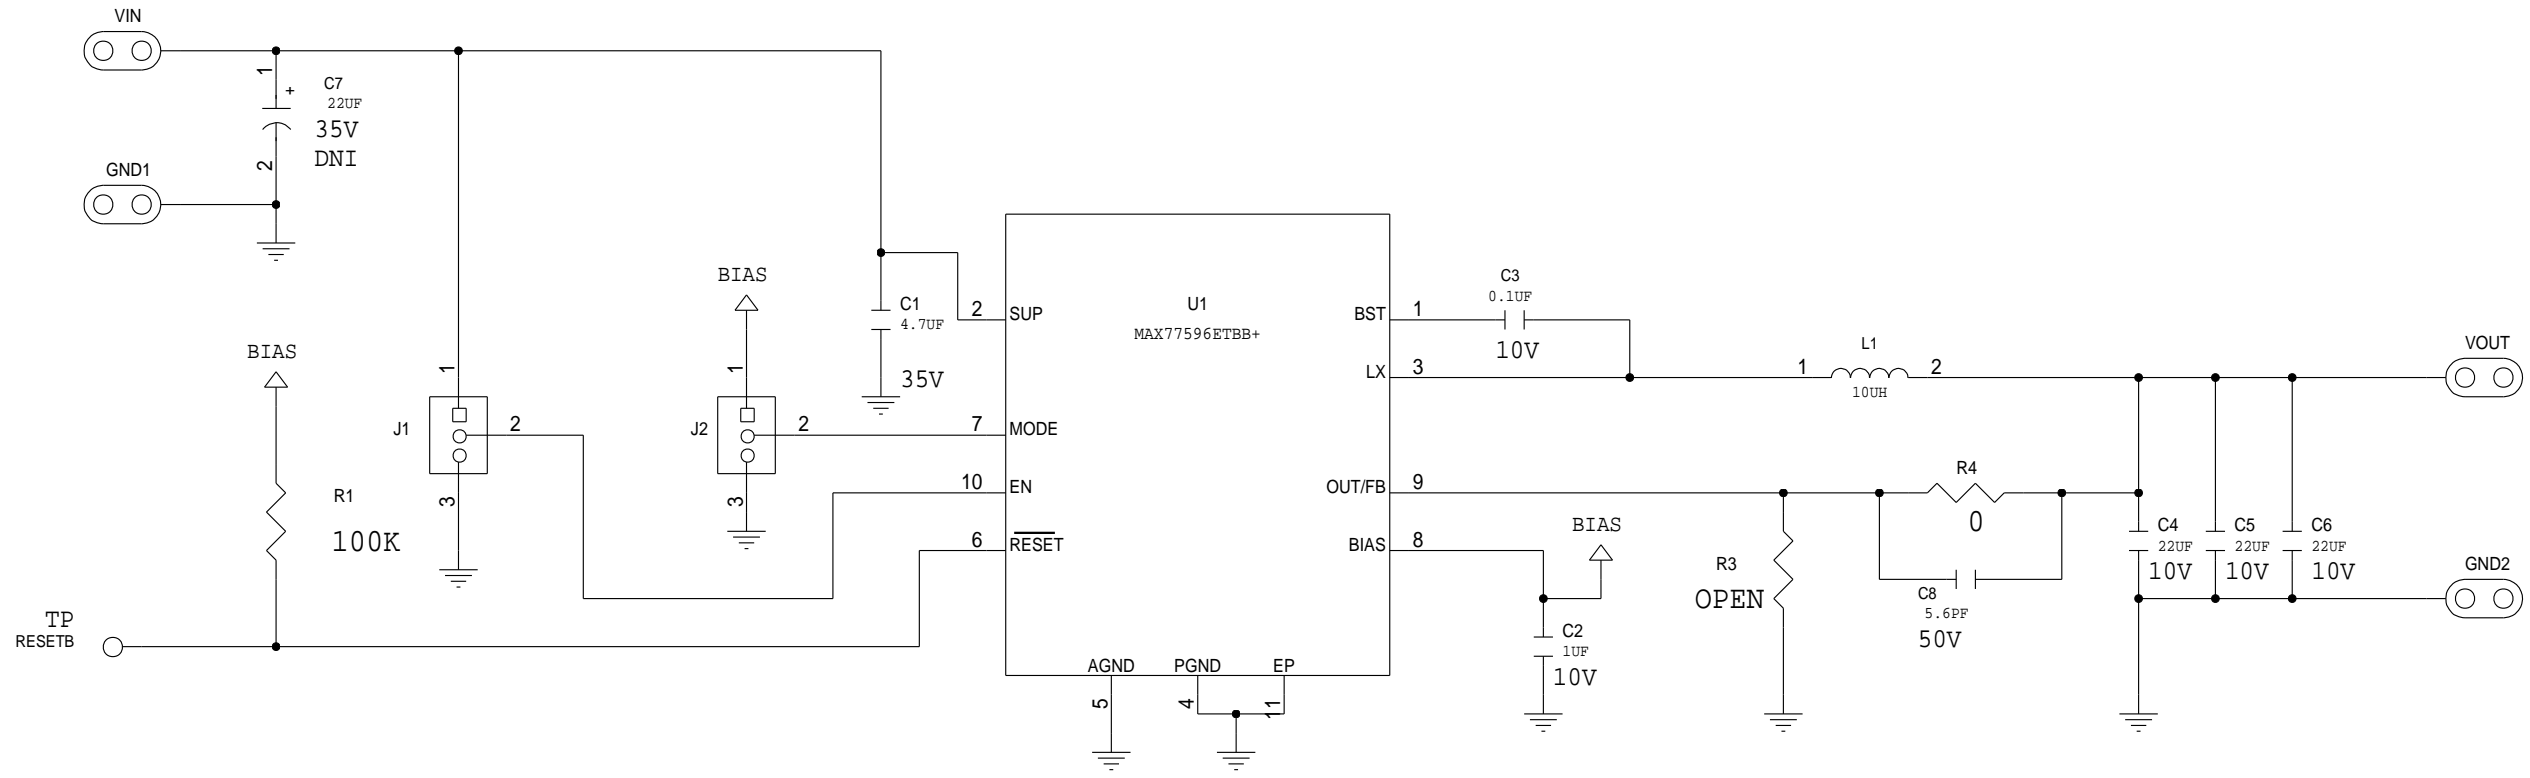 VIN
1
C7
22UF
+
35V
DNI
2
GND1
BIAS
R1
100K
TP
RESETB
1
J1
2
3
BIAS
1
J2
2
3
C1
4.7UF
35V
U1
MAX77596ETBB+
2 SUP
7 MODE
10 EN
6 RESET
BST 1
LX 3
OUT/FB 9
BIAS 8
AGND PGND EP
5 4 11
C3
0.1UF
10V
L1
1 2
10UH
VOUT
R4
0
C8
5.6PF
50V
R3
OPEN
BIAS
C2
1UF
10V
C4
22UF
10V
C5
22UF
10V
C6
22UF
10V
GND2